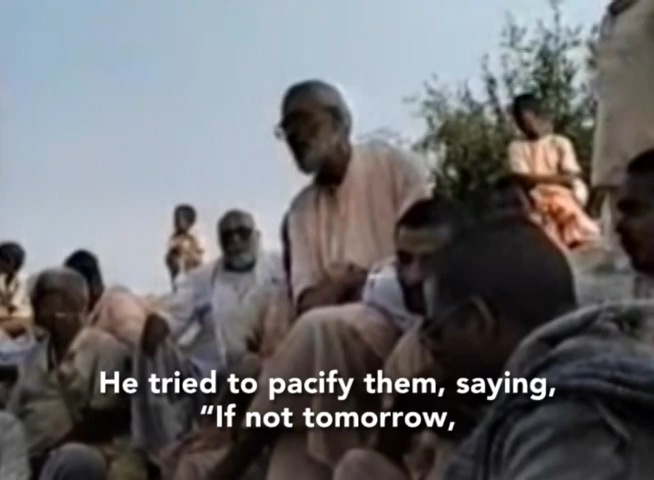 He tried to pacify them, saying,
“If not tomorrow,